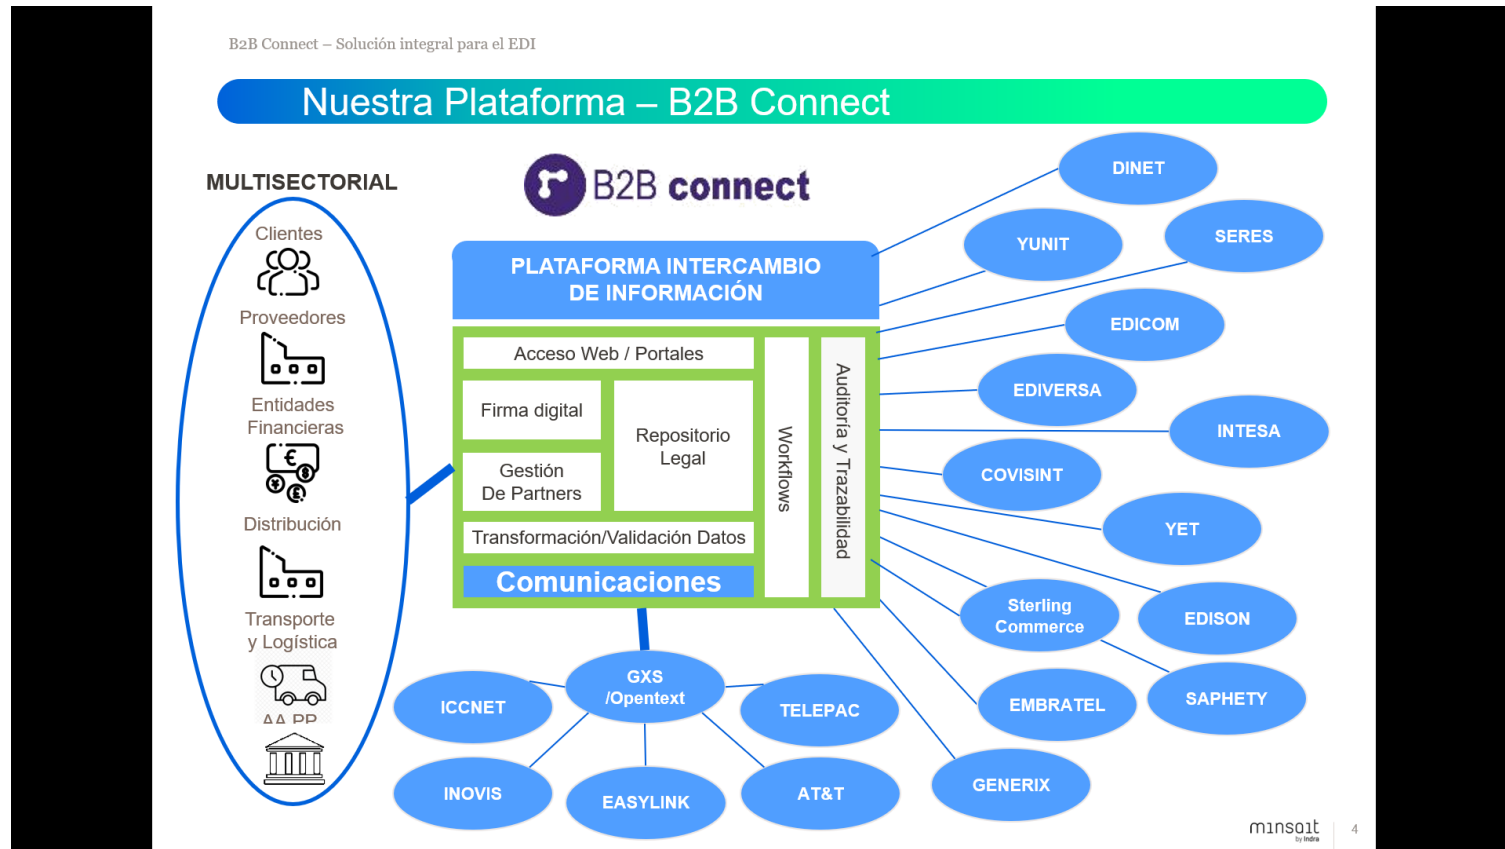 B2B Connect – Solución integral para el EDI
Nuestra Plataforma – B2B Connect
MULTISECTORIAL
Clientes
Proveedores
Entidades
Financieras
Distribución
Transporte
y Logística
AA PP
B2B connect
PLATAFORMA INTERCAMBIO
DE INFORMACIÓN
Acceso Web / Portales
Firma digital
Gestión
De Partners
Repositorio
Legal
Transformación/Validación Datos
Comunicaciones
Workflows
Auditoría y Trazabilidad
DINET
YUNIT
SERES
EDICOM
EDIVERSA
INTESA
COVISINT
YET
Sterling
Commerce
EDISON
EMBRATEL
SAPHETY
GENERIX
GXS
/Opentext
ICCNET
TELEPAC
INOVIS
EASYLINK
AT&T
minsait
by Indra
4